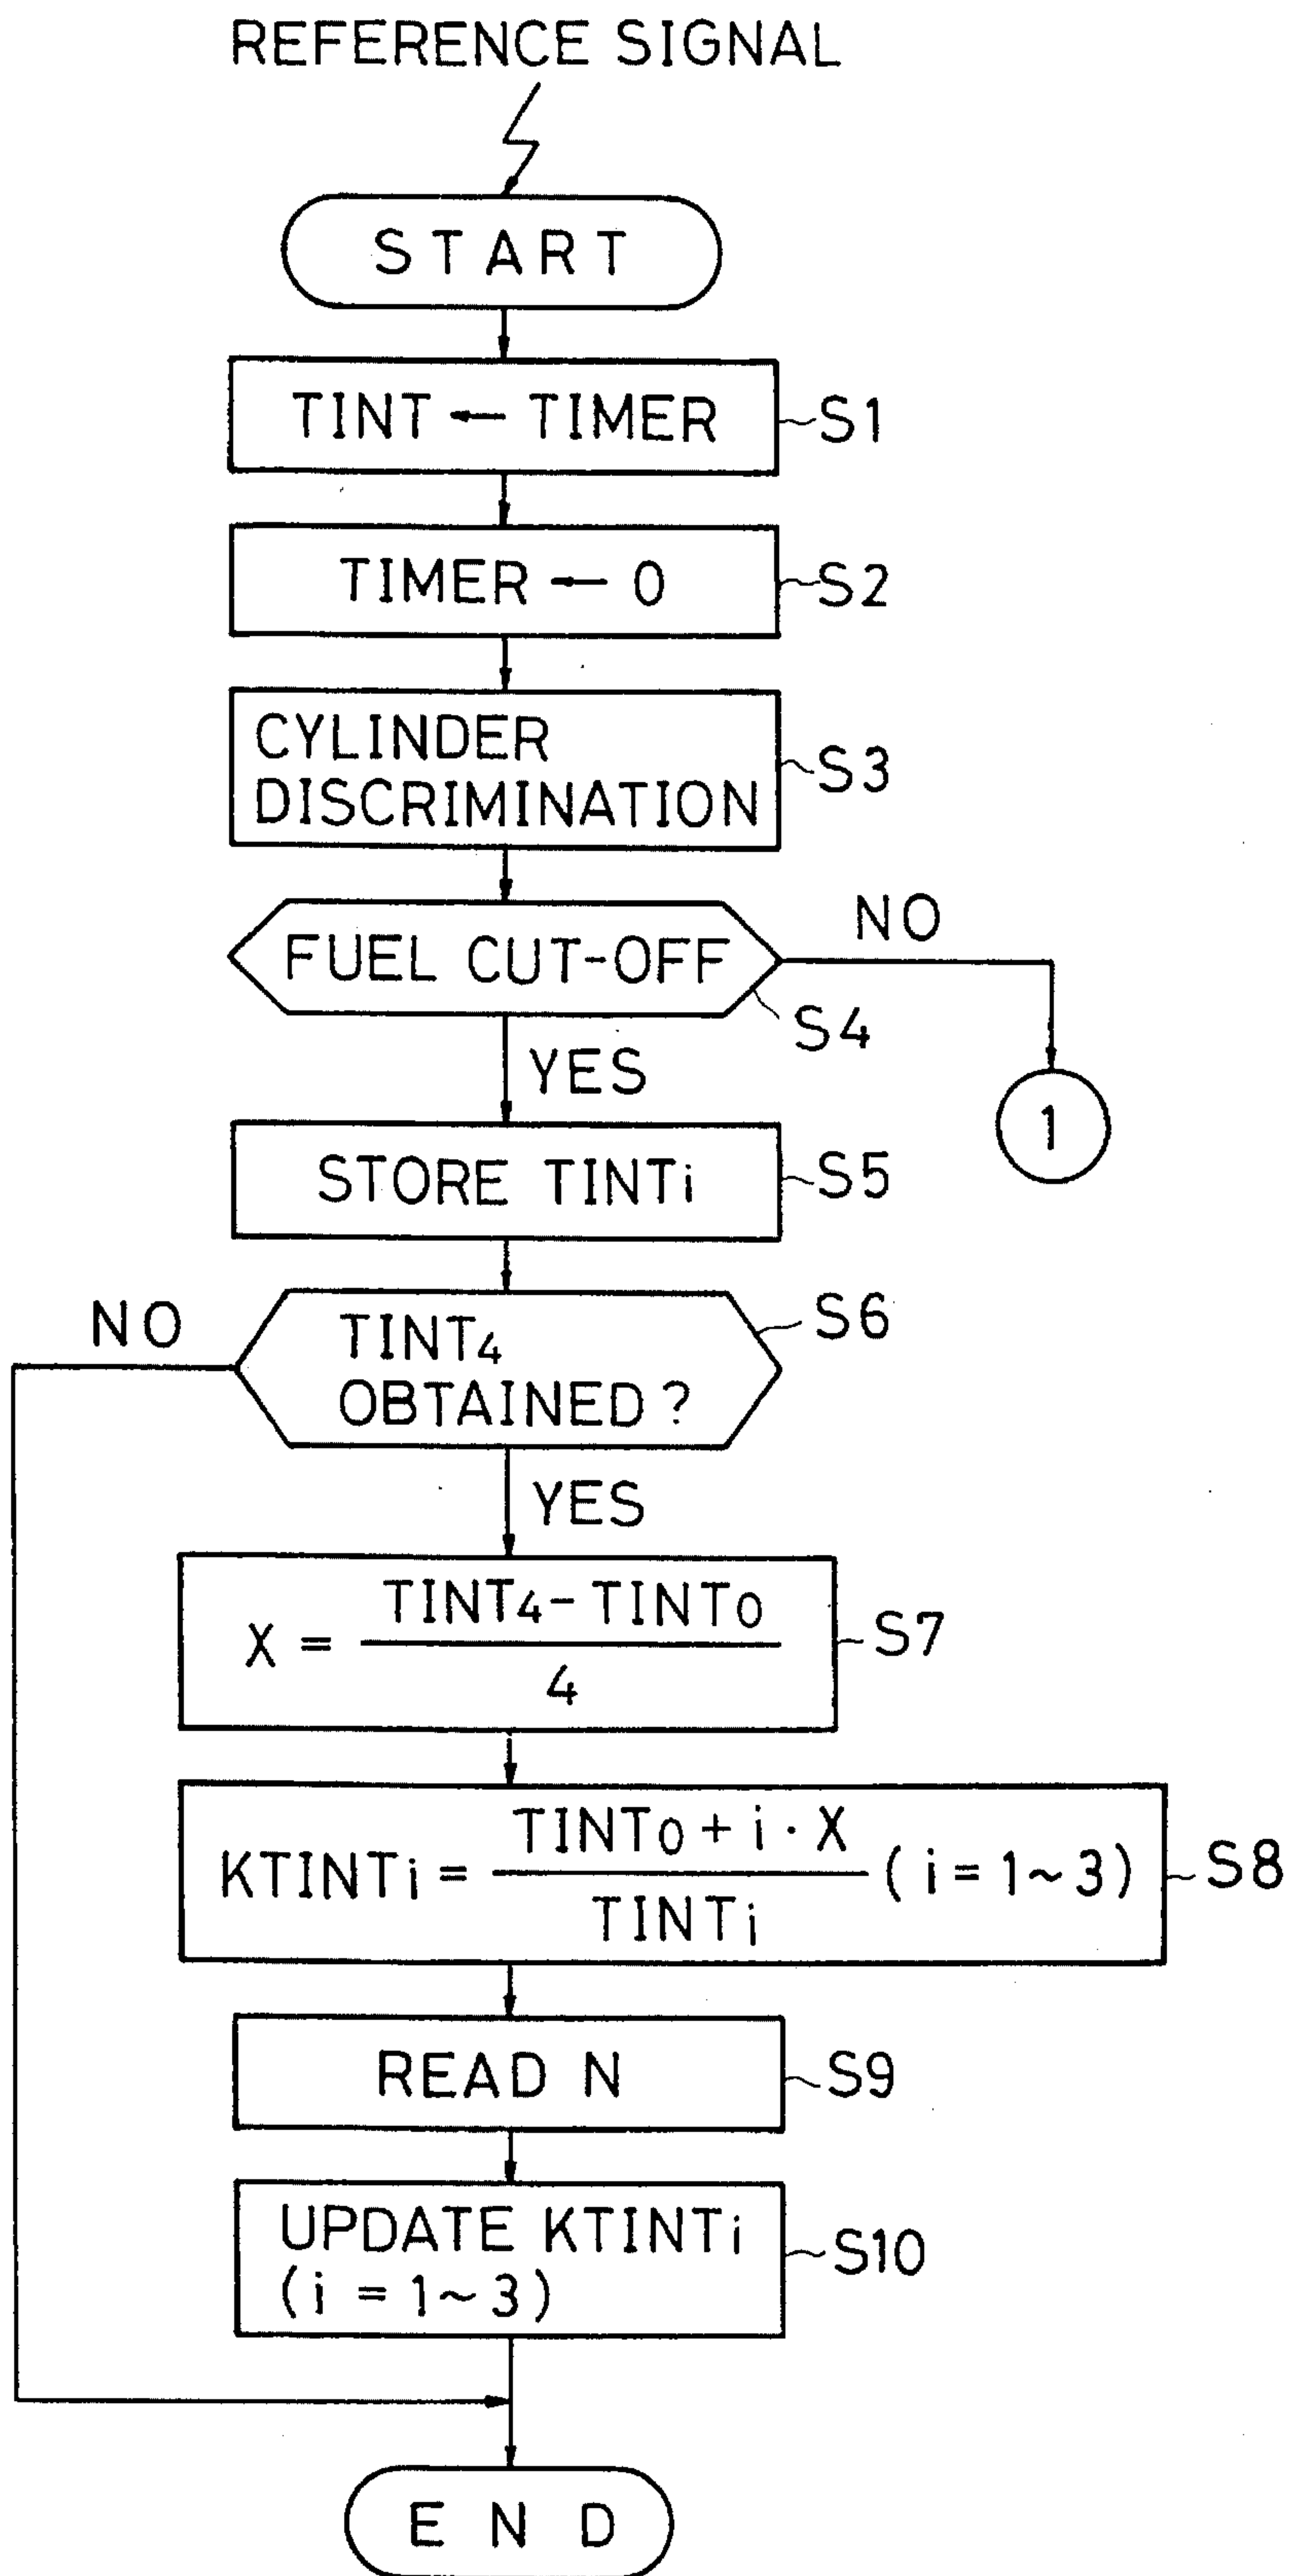 REFERENCE SIGNAL
START
TINT ← TIMER
S1
TIMER ← 0
S2
CYLINDER
DISCRIMINATION
S3
FUEL CUT-OFF
NO
S4
1
YES
STORE TINTi
S5
NO
TINT4
OBTAINED?
S6
YES
X = (TINT4 - TINT0) / 4
S7
KTINTi = (TINT0 + i · X) / TINTi (i = 1~3)
S8
READ N
S9
UPDATE KTINTi
(i = 1~3)
S10
END